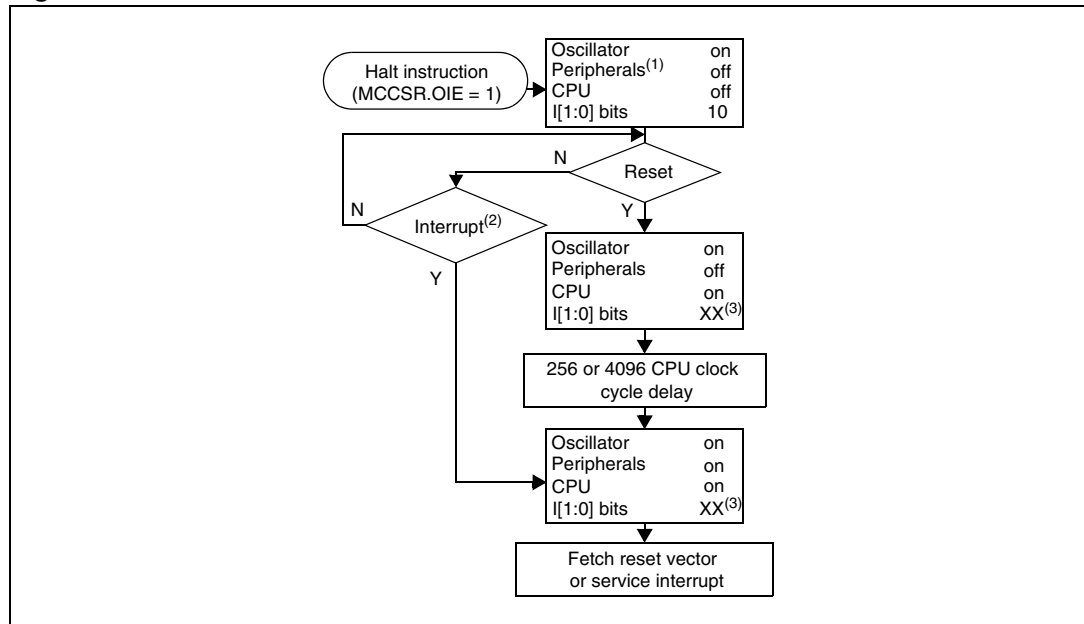 Halt instruction
(MCCSR.OIE = 1)
Oscillator on
Peripherals(1) off
CPU off
I[1:0] bits 10
N
Reset
N
Interrupt(2)
Y
Y
Oscillator on
Peripherals off
CPU on
I[1:0] bits XX(3)
256 or 4096 CPU clock
cycle delay
Oscillator on
Peripherals on
CPU on
I[1:0] bits XX(3)
Fetch reset vector
or service interrupt